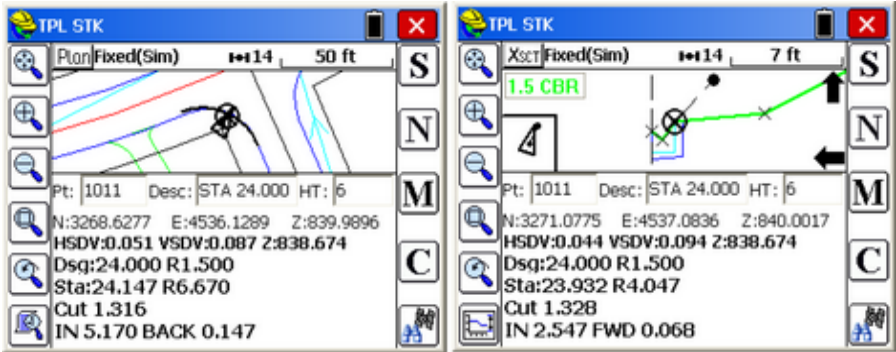 TPL STK
Plan Fixed(Sim) 14 50 ft
S
N
M
C
Pt: 1011 Desc: STA 24.000 HT: 6
N:3268.6277 E:4536.1289 Z:839.9896
HSDV:0.051 VSDV:0.087 Z:838.674
Dsg:24.000 R1.500
Sta:24.147 R6.670
Cut 1.316
IN 5.170 BACK 0.147
TPL STK
XSCT Fixed(Sim) 14 7 ft
1.5 CBR
S
N
M
C
Pt: 1011 Desc: STA 24.000 HT: 6
N:3271.0775 E:4537.0836 Z:840.0017
HSDV:0.044 VSDV:0.094 Z:838.674
Dsg:24.000 R1.500
Sta:23.932 R4.047
Cut 1.328
IN 2.547 FWD 0.068